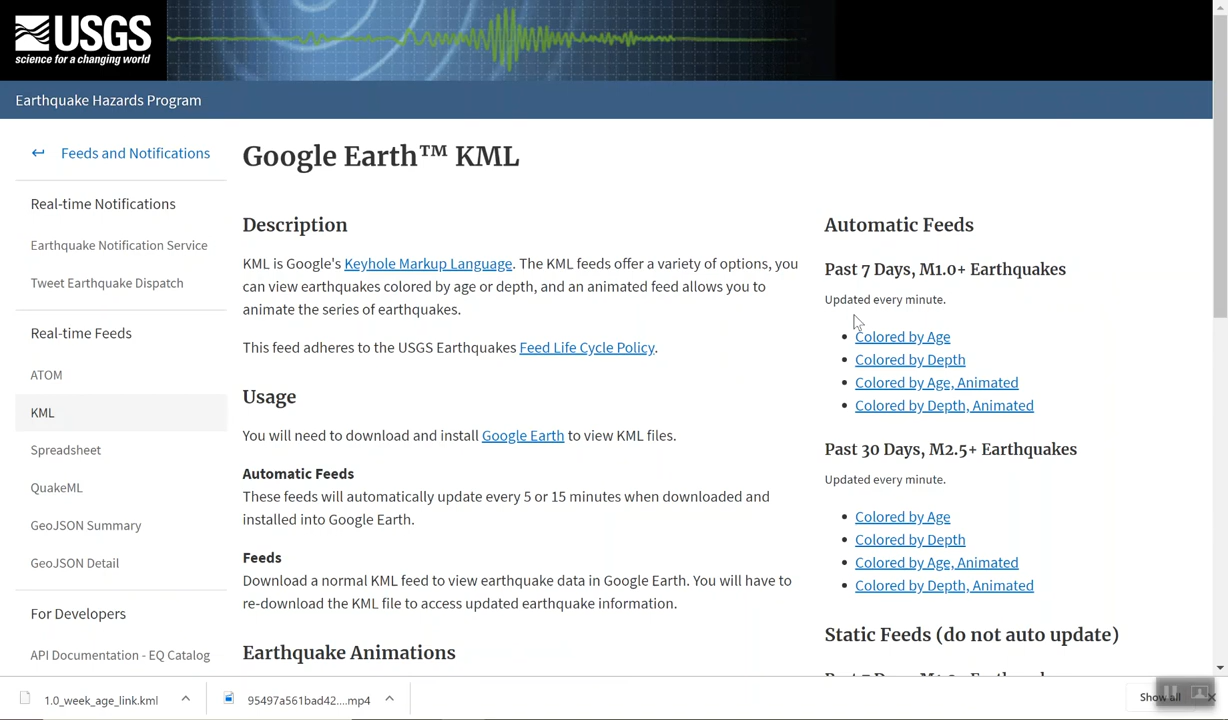 USGS
science for a changing world
Earthquake Hazards Program
Feeds and Notifications
Real-time Notifications
Earthquake Notification Service
Tweet Earthquake Dispatch
Real-time Feeds
ATOM
KML
Spreadsheet
QuakeML
GeoJSON Summary
GeoJSON Detail
For Developers
API Documentation - EQ Catalog
Google Earth™ KML
Description
KML is Google's Keyhole Markup Language. The KML feeds offer a variety of options, you
can view earthquakes colored by age or depth, and an animated feed allows you to
animate the series of earthquakes.
This feed adheres to the USGS Earthquakes Feed Life Cycle Policy.
Usage
You will need to download and install Google Earth to view KML files.
Automatic Feeds
These feeds will automatically update every 5 or 15 minutes when downloaded and
installed into Google Earth.
Feeds
Download a normal KML feed to view earthquake data in Google Earth. You will have to
re-download the KML file to access updated earthquake information.
Earthquake Animations
Automatic Feeds
Past 7 Days, M1.0+ Earthquakes
Updated every minute.
• Colored by Age
• Colored by Depth
• Colored by Age, Animated
• Colored by Depth, Animated
Past 30 Days, M2.5+ Earthquakes
Updated every minute.
• Colored by Age
• Colored by Depth
• Colored by Age, Animated
• Colored by Depth, Animated
Static Feeds (do not auto update)
1.0_week_age_link.kml
95497a561bad42....mp4
Show all